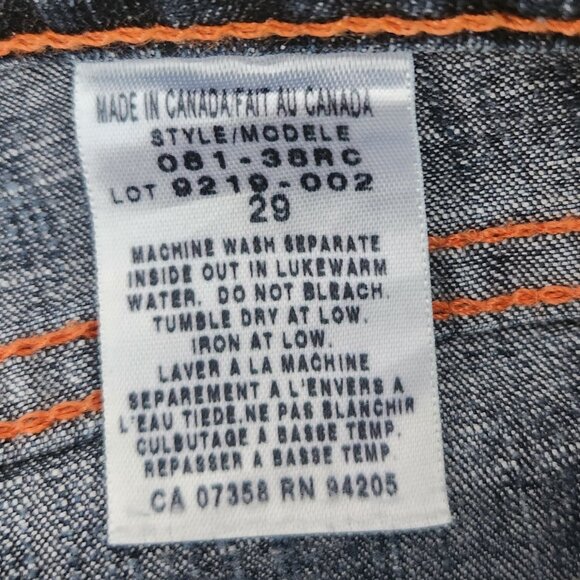 MADE IN CANADA/FAIT AU CANADA
STYLE/MODELE
081-38RC
LOT 9219-002
29
MACHINE WASH SEPARATE
INSIDE OUT IN LUKEWARM
WATER. DO NOT BLEACH.
TUMBLE DRY AT LOW.
IRON AT LOW.
LAVER A LA MACHINE
SEPAREMENT A L'ENVERS A
L'EAU TIEDE.NE PAS BLANCHIR
CULBUTAGE A BASSE TEMP.
REPASSER A BASSE TEMP.
CA 07358 RN 94205